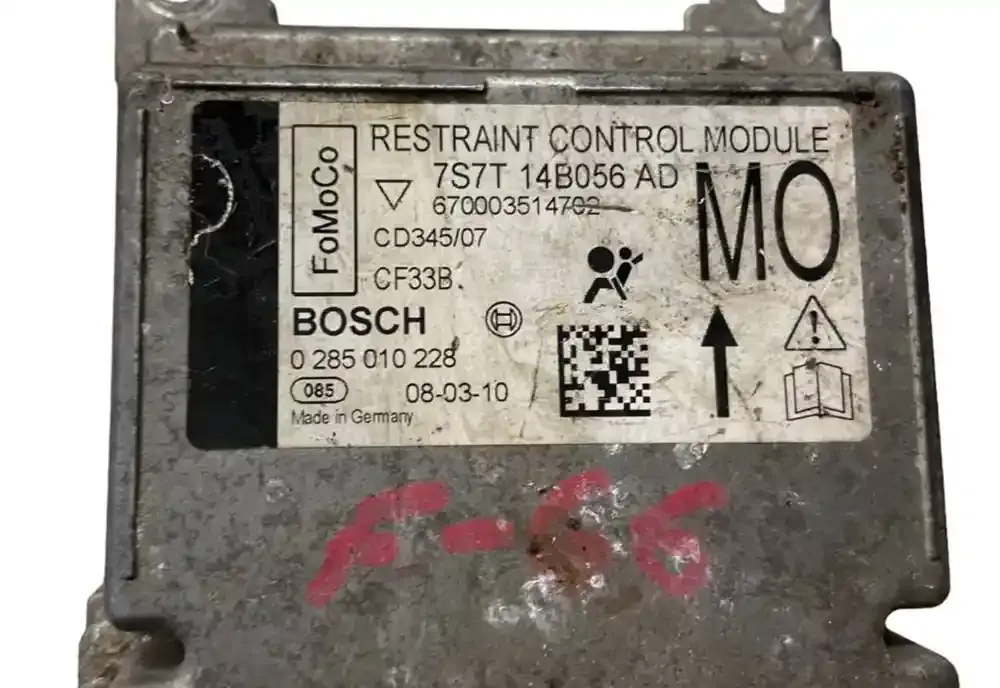 FoMoCo
RESTRAINT CONTROL MODULE
7S7T 14B056 AD
670003514702
CD345/07
CF33B
MO
BOSCH
0 285 010 228
085 08-03-10
Made in Germany
F-66